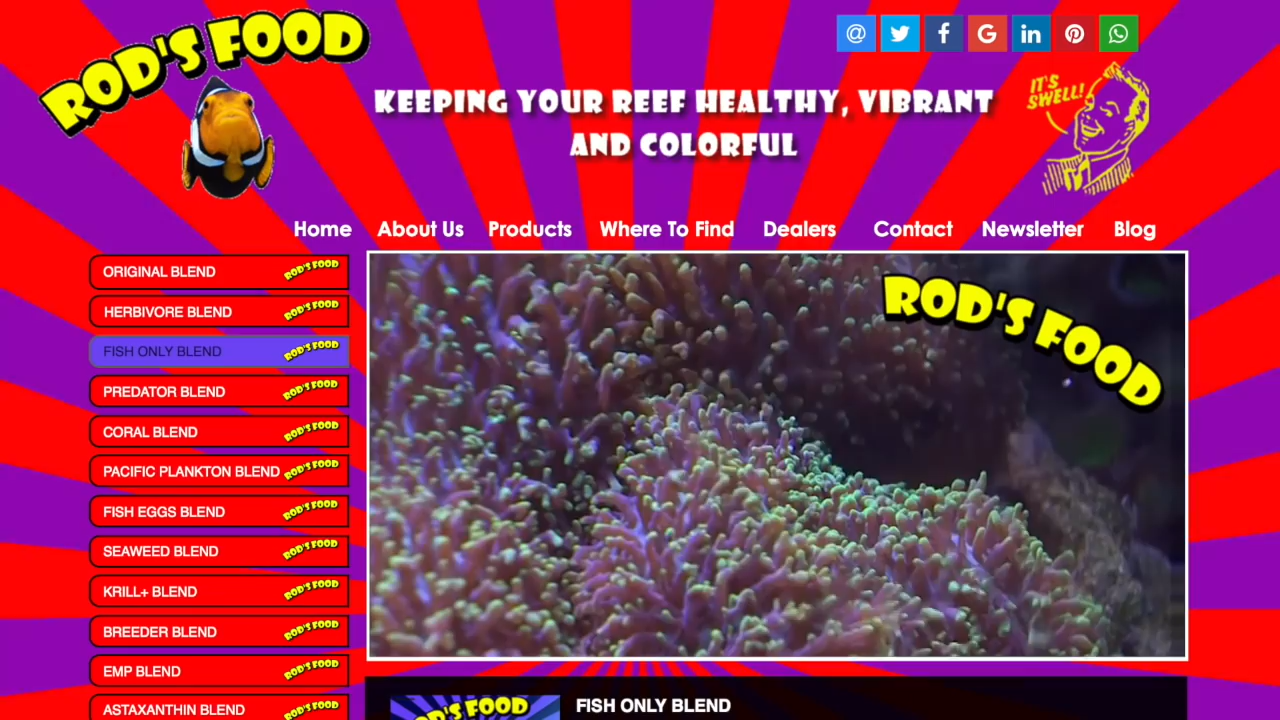 ROD'S FOOD
@ f G in
IT'S
SWELL!
KEEPING YOUR REEF HEALTHY, VIBRANT
AND COLORFUL
Home About Us Products Where To Find Dealers Contact Newsletter Blog
ORIGINAL BLEND ROD'S FOOD
HERBIVORE BLEND ROD'S FOOD
FISH ONLY BLEND ROD'S FOOD
PREDATOR BLEND ROD'S FOOD
CORAL BLEND ROD'S FOOD
PACIFIC PLANKTON BLEND ROD'S FOOD
FISH EGGS BLEND ROD'S FOOD
SEAWEED BLEND ROD'S FOOD
KRILL+ BLEND ROD'S FOOD
BREEDER BLEND ROD'S FOOD
EMP BLEND ROD'S FOOD
ASTAXANTHIN BLEND ROD'S FOOD
ROD'S FOOD
ROD'S FOOD
FISH ONLY BLEND